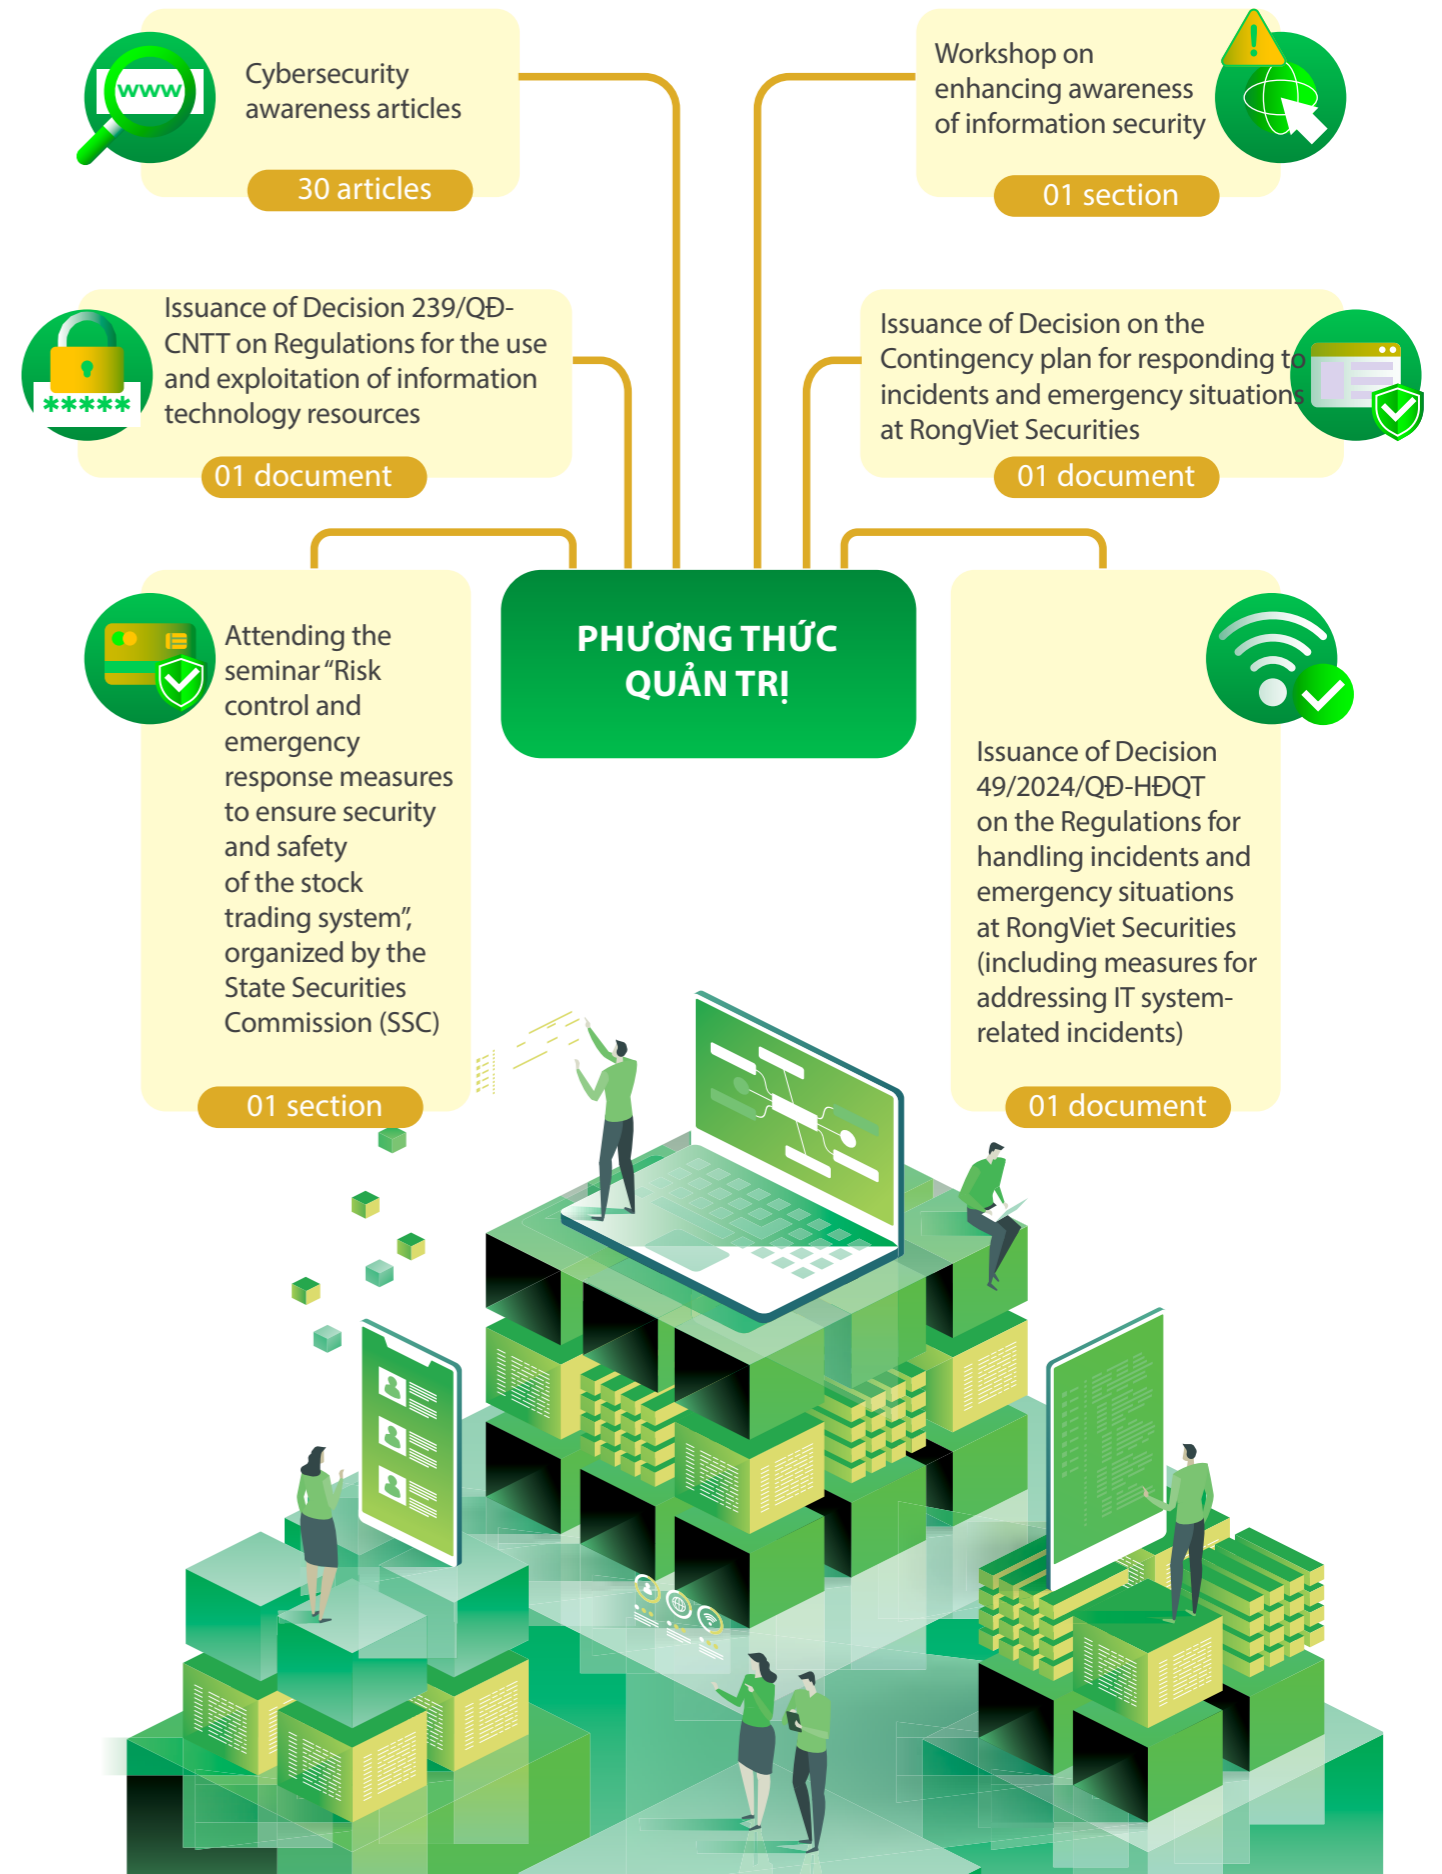 www
Cybersecurity
awareness articles
30 articles
Workshop on
enhancing awareness
of information security
01 section
Issuance of Decision 239/QĐ-
CNTT on Regulations for the use
and exploitation of information
technology resources
*****
01 document
Issuance of Decision on the
Contingency plan for responding to
incidents and emergency situations
at RongViet Securities
01 document
PHƯƠNG THỨC
QUẢN TRỊ
Attending the
seminar “Risk
control and
emergency
response measures
to ensure security
and safety
of the stock
trading system”,
organized by the
State Securities
Commission (SSC)
01 section
Issuance of Decision
49/2024/QĐ-HĐQT
on the Regulations for
handling incidents and
emergency situations
at RongViet Securities
(including measures for
addressing IT system-
related incidents)
01 document